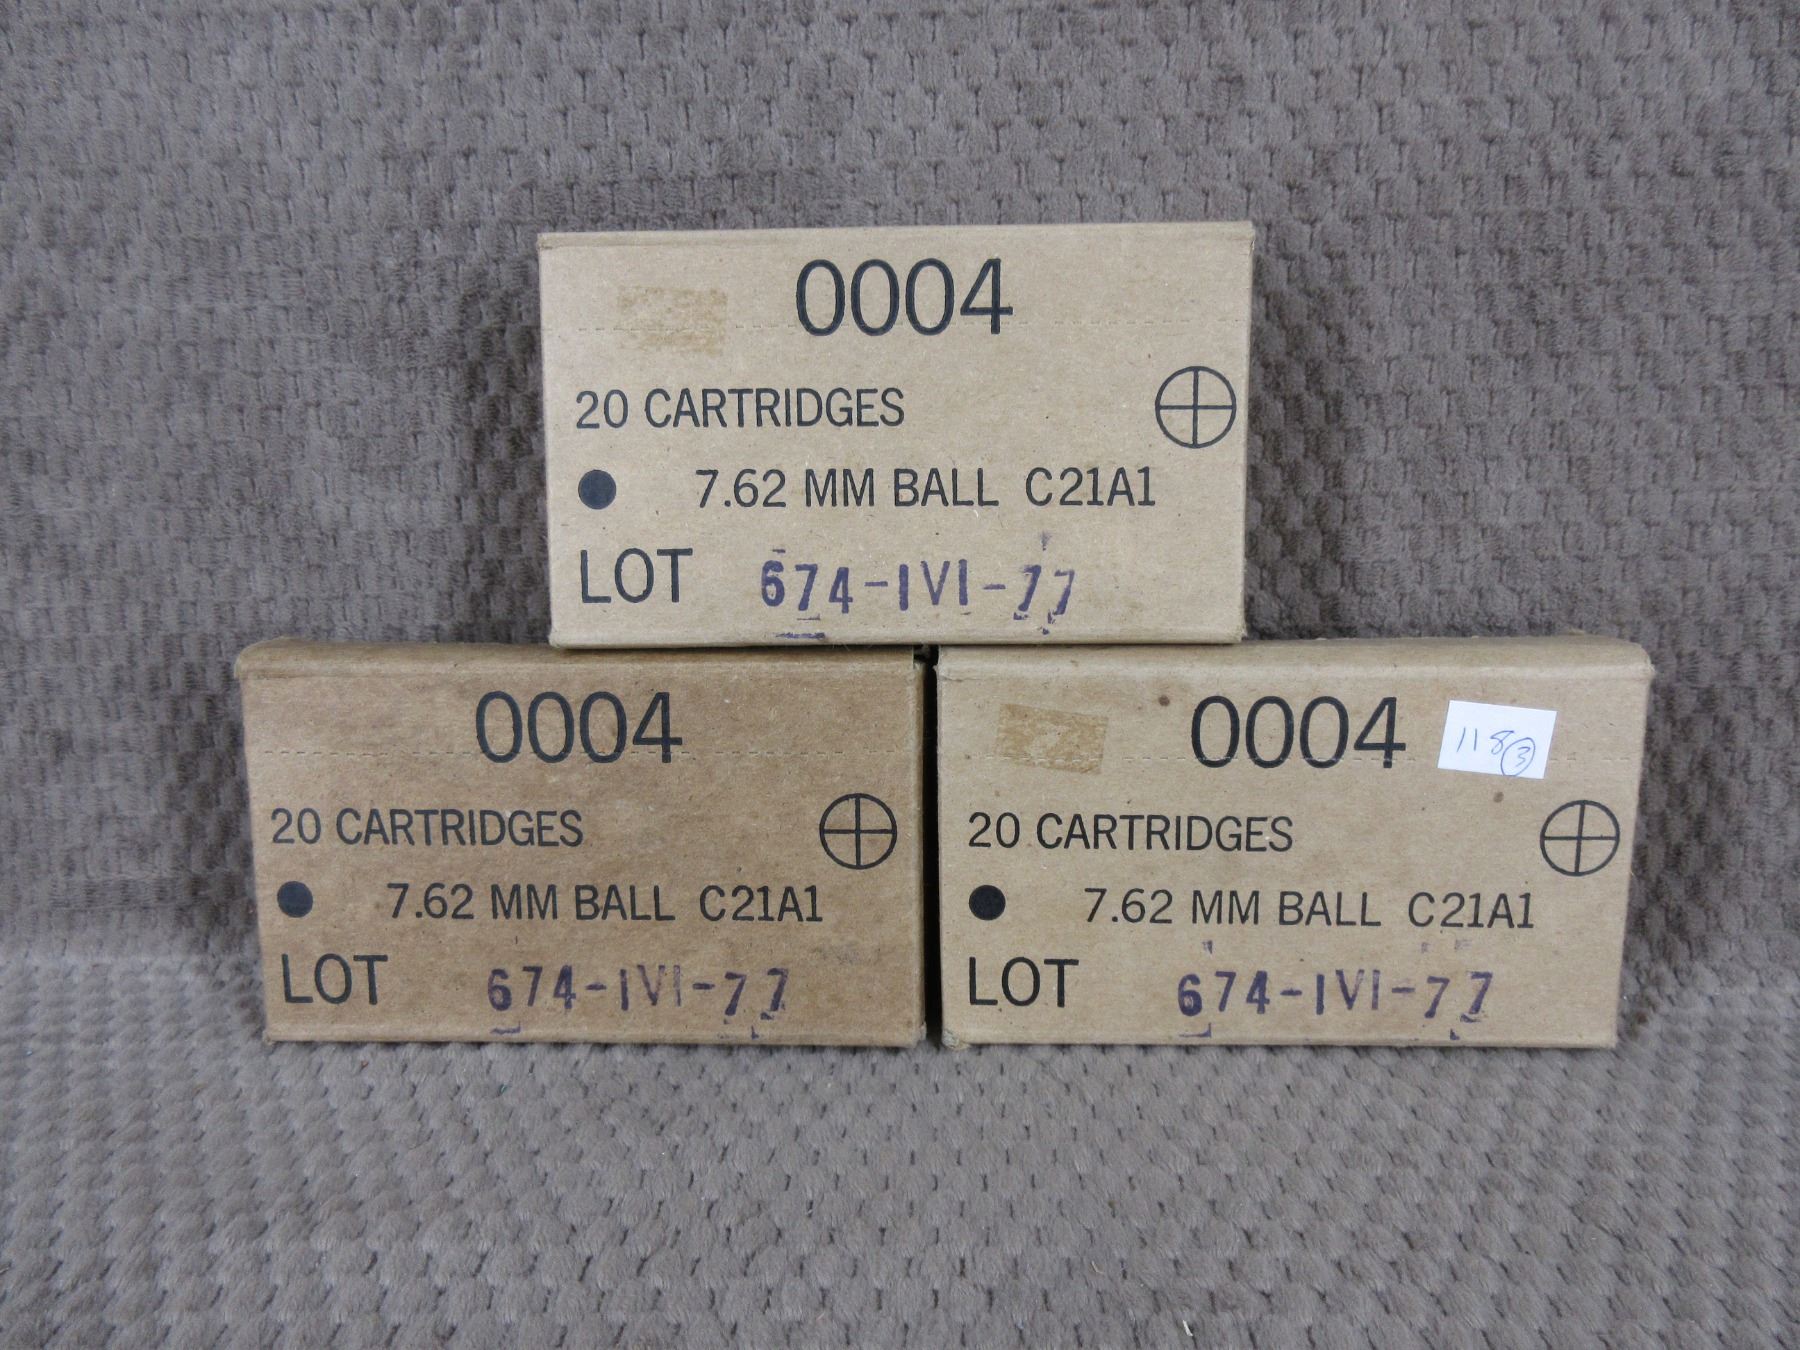 0004
20 CARTRIDGES
7.62 MM BALL C21A1
LOT 674-IVI-77
0004
20 CARTRIDGES
7.62 MM BALL C21A1
LOT 674-IVI-77
0004
118 3
20 CARTRIDGES
7.62 MM BALL C21A1
LOT 674-IVI-77